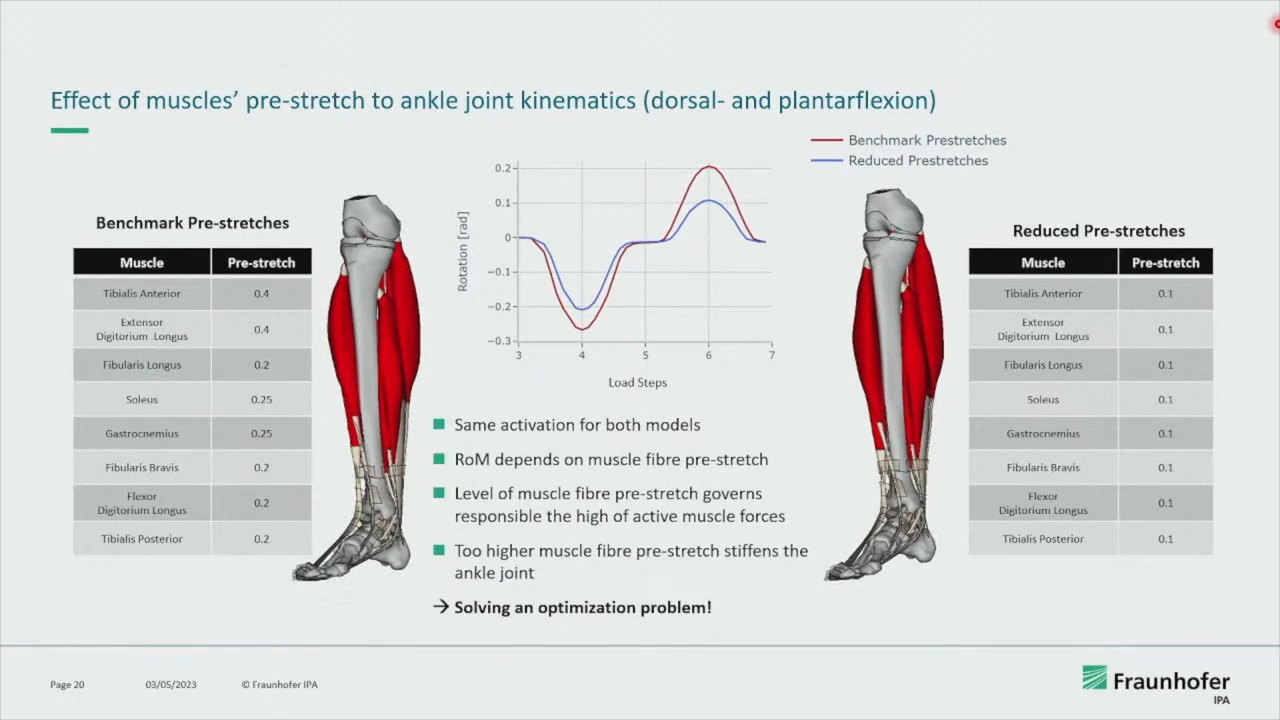 Effect of muscles’ pre-stretch to ankle joint kinematics (dorsal- and plantarflexion)
Benchmark Prestretches
Reduced Prestretches
Benchmark Pre-stretches
Muscle Pre-stretch
Tibialis Anterior 0.4
Extensor
Digitorium Longus 0.4
Fibularis Longus 0.2
Soleus 0.25
Gastrocnemius 0.25
Fibularis Bravis 0.2
Flexor
Digitorium Longus 0.2
Tibialis Posterior 0.2
Rotation [rad]
0.2
0.1
0
−0.1
−0.2
−0.3
3 4 5 6 7
Load Steps
Same activation for both models
RoM depends on muscle fibre pre-stretch
Level of muscle fibre pre-stretch governs
responsible the high of active muscle forces
Too higher muscle fibre pre-stretch stiffens the
ankle joint
→ Solving an optimization problem!
Reduced Pre-stretches
Muscle Pre-stretch
Tibialis Anterior 0.1
Extensor
Digitorium Longus 0.1
Fibularis Longus 0.1
Soleus 0.1
Gastrocnemius 0.1
Fibularis Bravis 0.1
Flexor
Digitorium Longus 0.1
Tibialis Posterior 0.1
Page 20 03/05/2023 © Fraunhofer IPA
Fraunhofer
IPA